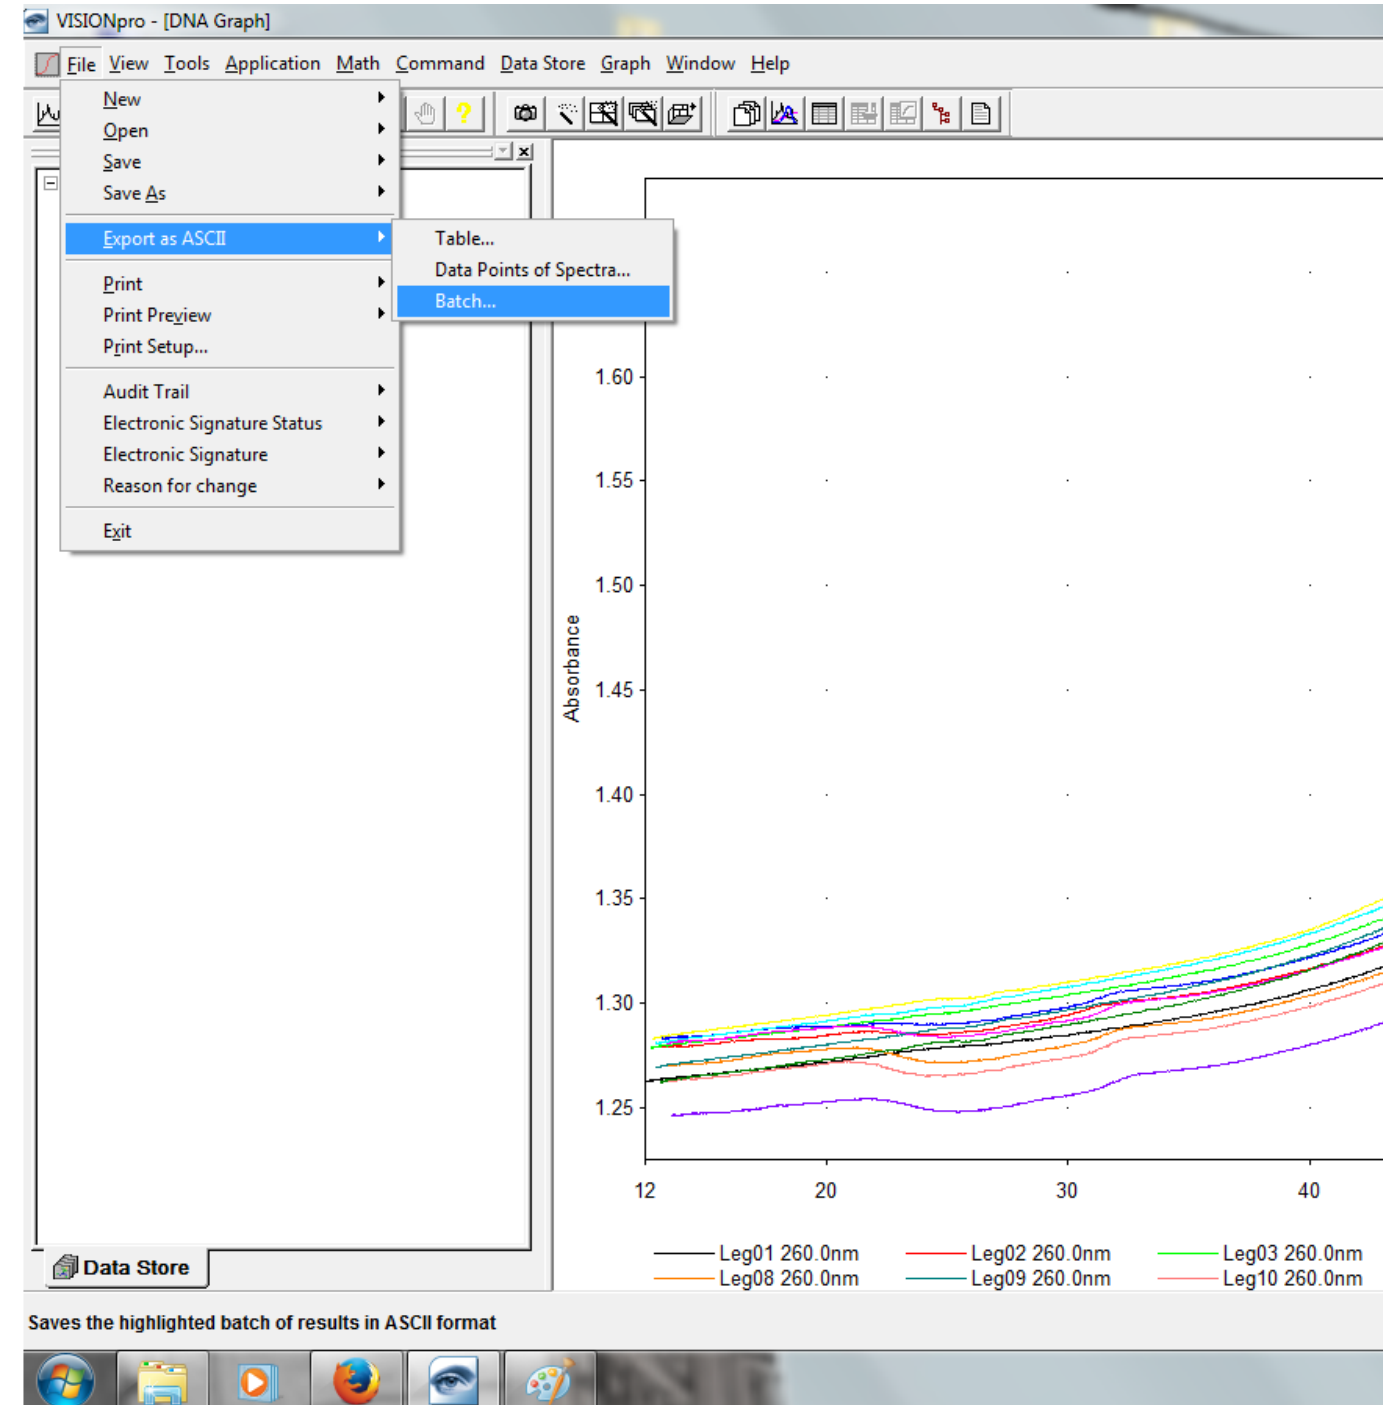 VISIONpro - [DNA Graph]
File View Tools Application Math Command Data Store Graph Window Help
New
Open
Save
Save As
Export as ASCII
Table...
Data Points of Spectra...
Batch...
Print
Print Preview
Print Setup...
Audit Trail
Electronic Signature Status
Electronic Signature
Reason for change
Exit
1.60
1.55
1.50
Absorbance
1.45
1.40
1.35
1.30
1.25
12 20 30 40
Leg01 260.0nm Leg02 260.0nm Leg03 260.0nm
Leg08 260.0nm Leg09 260.0nm Leg10 260.0nm
Data Store
Saves the highlighted batch of results in ASCII format